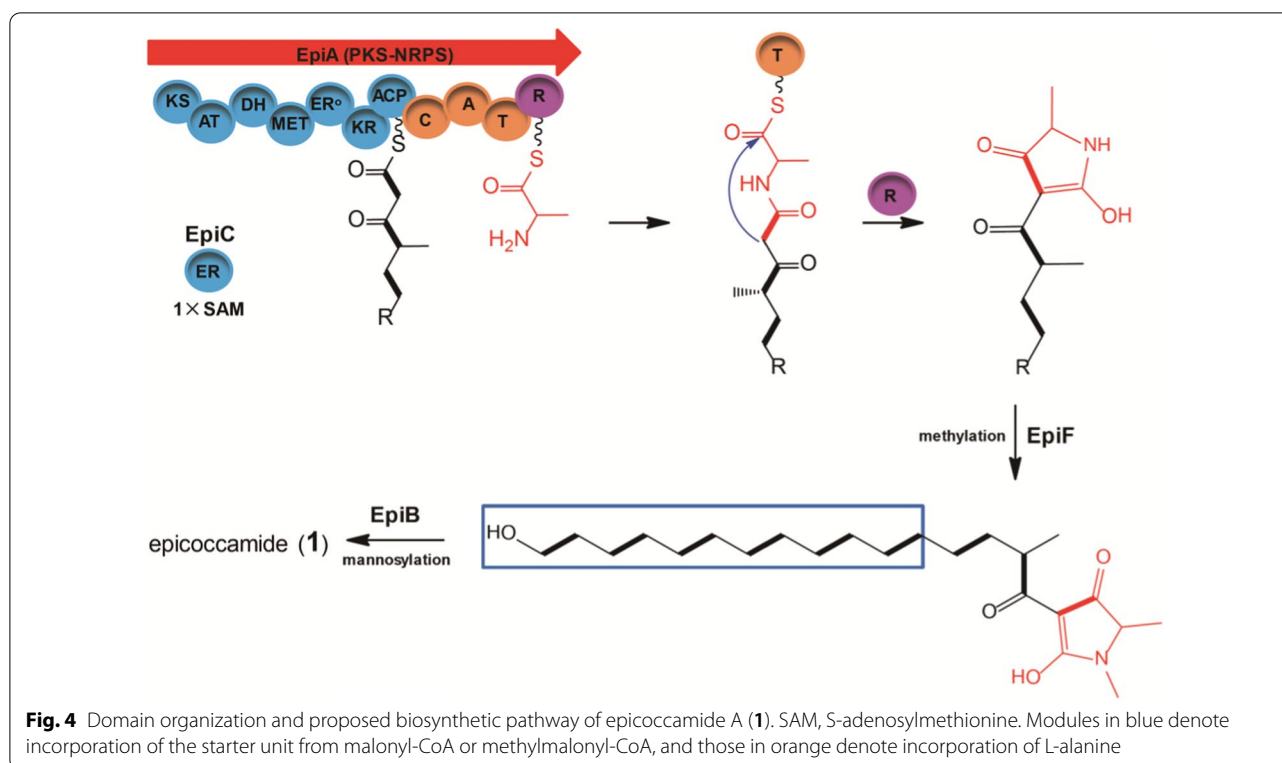 EpiA (PKS-NRPS)
KS
AT
DH
MET
ERº
KR
ACP
C
A
T
R
S
S
O
O
O
H₂N
R
EpiC
ER
1× SAM
T
S
O
HN
O
O
R
R
O
NH
OH
O
R
methylation EpiF
EpiB
mannosylation
epicoccamide (1)
HO
O
O
N
HO
Fig. 4 Domain organization and proposed biosynthetic pathway of epicoccamide A (1). SAM, S-adenosylmethionine. Modules in blue denote
incorporation of the starter unit from malonyl-CoA or methylmalonyl-CoA, and those in orange denote incorporation of L-alanine